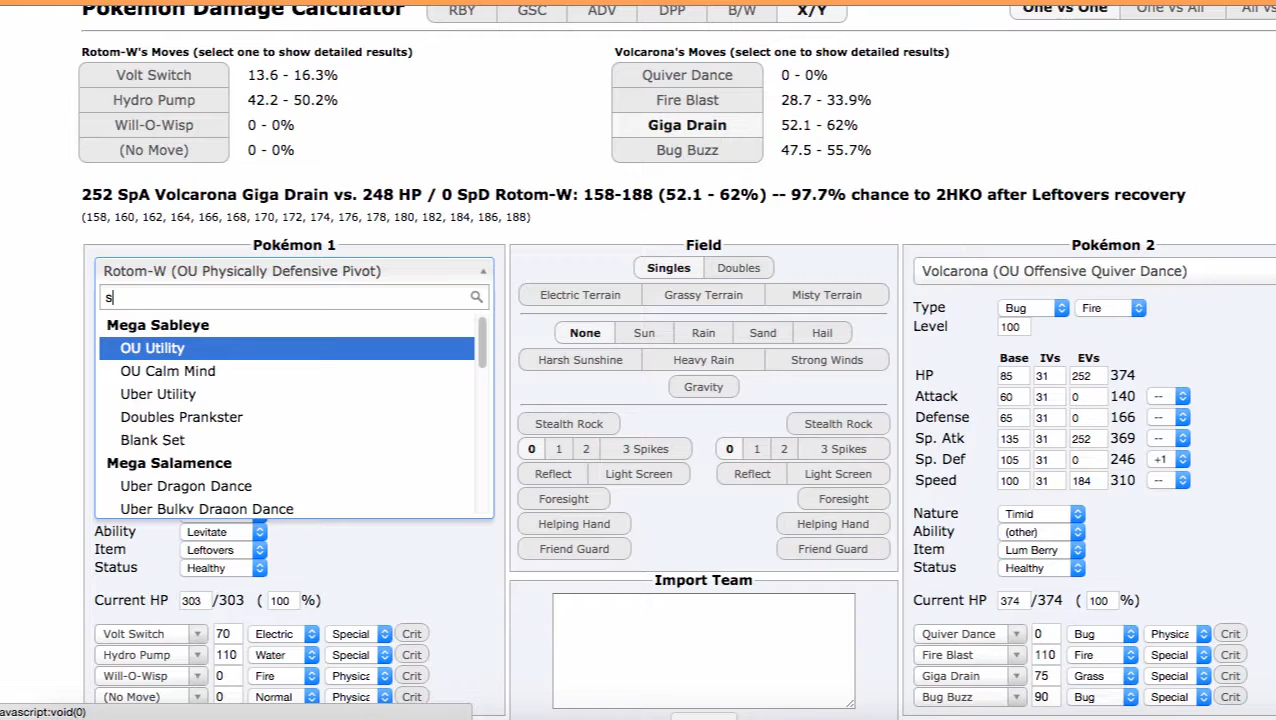 Pokémon Damage Calculator RBY GSC ADV DPP B/W X/Y One vs One One vs All All vs
Rotom-W's Moves (select one to show detailed results)
Volt Switch 13.6 - 16.3%
Hydro Pump 42.2 - 50.2%
Will-O-Wisp 0 - 0%
(No Move) 0 - 0%
Volcarona's Moves (select one to show detailed results)
Quiver Dance 0 - 0%
Fire Blast 28.7 - 33.9%
Giga Drain 52.1 - 62%
Bug Buzz 47.5 - 55.7%
252 SpA Volcarona Giga Drain vs. 248 HP / 0 SpD Rotom-W: 158-188 (52.1 - 62%) -- 97.7% chance to 2HKO after Leftovers recovery
(158, 160, 162, 164, 166, 168, 170, 172, 174, 176, 178, 180, 182, 184, 186, 188)
Pokémon 1
Rotom-W (OU Physically Defensive Pivot)
s
Mega Sableye
OU Utility
OU Calm Mind
Uber Utility
Doubles Prankster
Blank Set
Mega Salamence
Uber Dragon Dance
Uber Bulky Dragon Dance
Ability Levitate
Item Leftovers
Status Healthy
Current HP 303 /303 ( 100 %)
Volt Switch 70 Electric Special Crit
Hydro Pump 110 Water Special Crit
Will-O-Wisp 0 Fire Physica Crit
(No Move) 0 Normal Physica Crit
avascript:void(0)
Field
Singles Doubles
Electric Terrain Grassy Terrain Misty Terrain
None Sun Rain Sand Hail
Harsh Sunshine Heavy Rain Strong Winds
Gravity
Stealth Rock Stealth Rock
0 1 2 3 Spikes 0 1 2 3 Spikes
Reflect Light Screen Reflect Light Screen
Foresight Foresight
Helping Hand Helping Hand
Friend Guard Friend Guard
Import Team
Pokémon 2
Volcarona (OU Offensive Quiver Dance)
Type Bug Fire
Level 100
Base IVs EVs
HP 85 31 252 374
Attack 60 31 0 140 --
Defense 65 31 0 166 --
Sp. Atk 135 31 252 369 --
Sp. Def 105 31 0 246 +1
Speed 100 31 184 310 --
Nature Timid
Ability (other)
Item Lum Berry
Status Healthy
Current HP 374 /374 ( 100 %)
Quiver Dance 0 Bug Physica Crit
Fire Blast 110 Fire Special Crit
Giga Drain 75 Grass Special Crit
Bug Buzz 90 Bug Special Crit